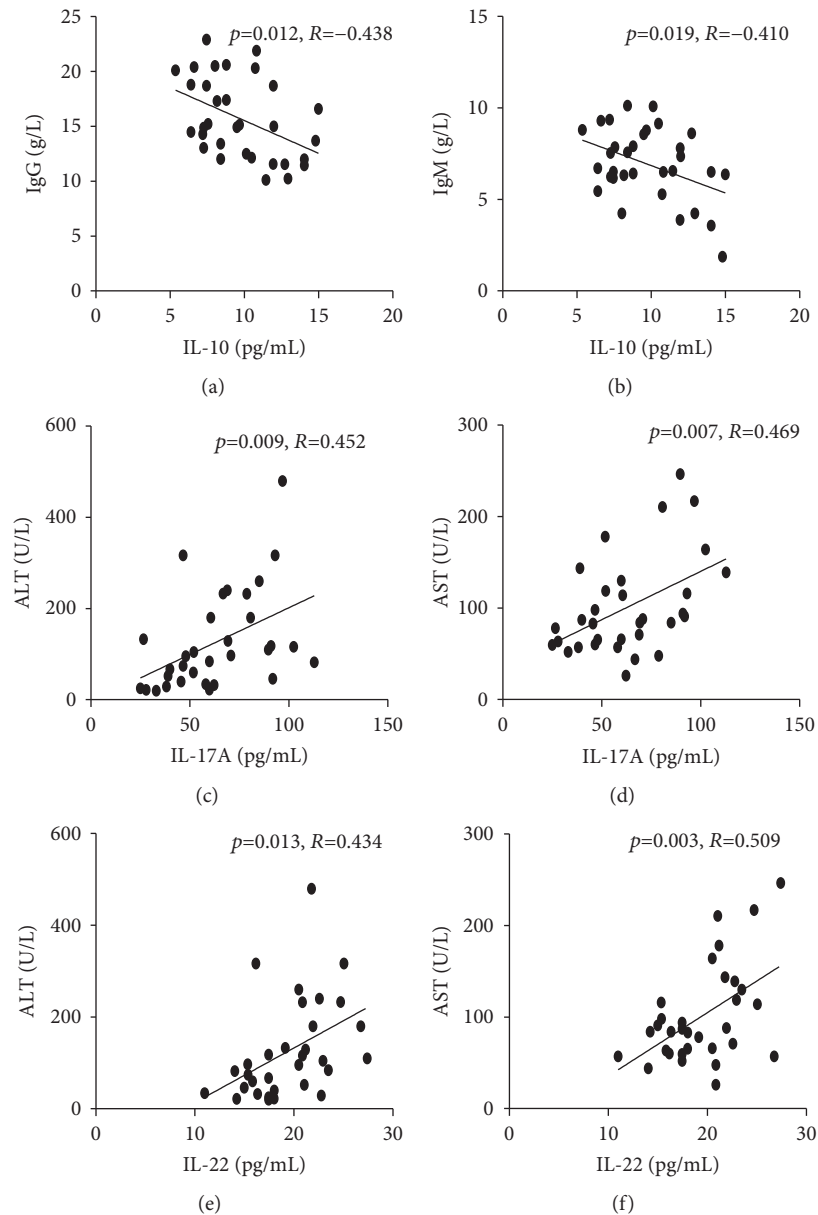 p=0.012, R=−0.438
25
20
15
10
5
0
IgG (g/L)
0 5 10 15 20
IL-10 (pg/mL)
(a)
p=0.019, R=−0.410
15
10
5
0
IgM (g/L)
0 5 10 15 20
IL-10 (pg/mL)
(b)
p=0.009, R=0.452
600
400
200
0
ALT (U/L)
0 50 100 150
IL-17A (pg/mL)
(c)
p=0.007, R=0.469
300
200
100
0
AST (U/L)
0 50 100 150
IL-17A (pg/mL)
(d)
p=0.013, R=0.434
600
400
200
0
ALT (U/L)
0 10 20 30
IL-22 (pg/mL)
(e)
p=0.003, R=0.509
300
200
100
0
AST (U/L)
0 10 20 30
IL-22 (pg/mL)
(f)